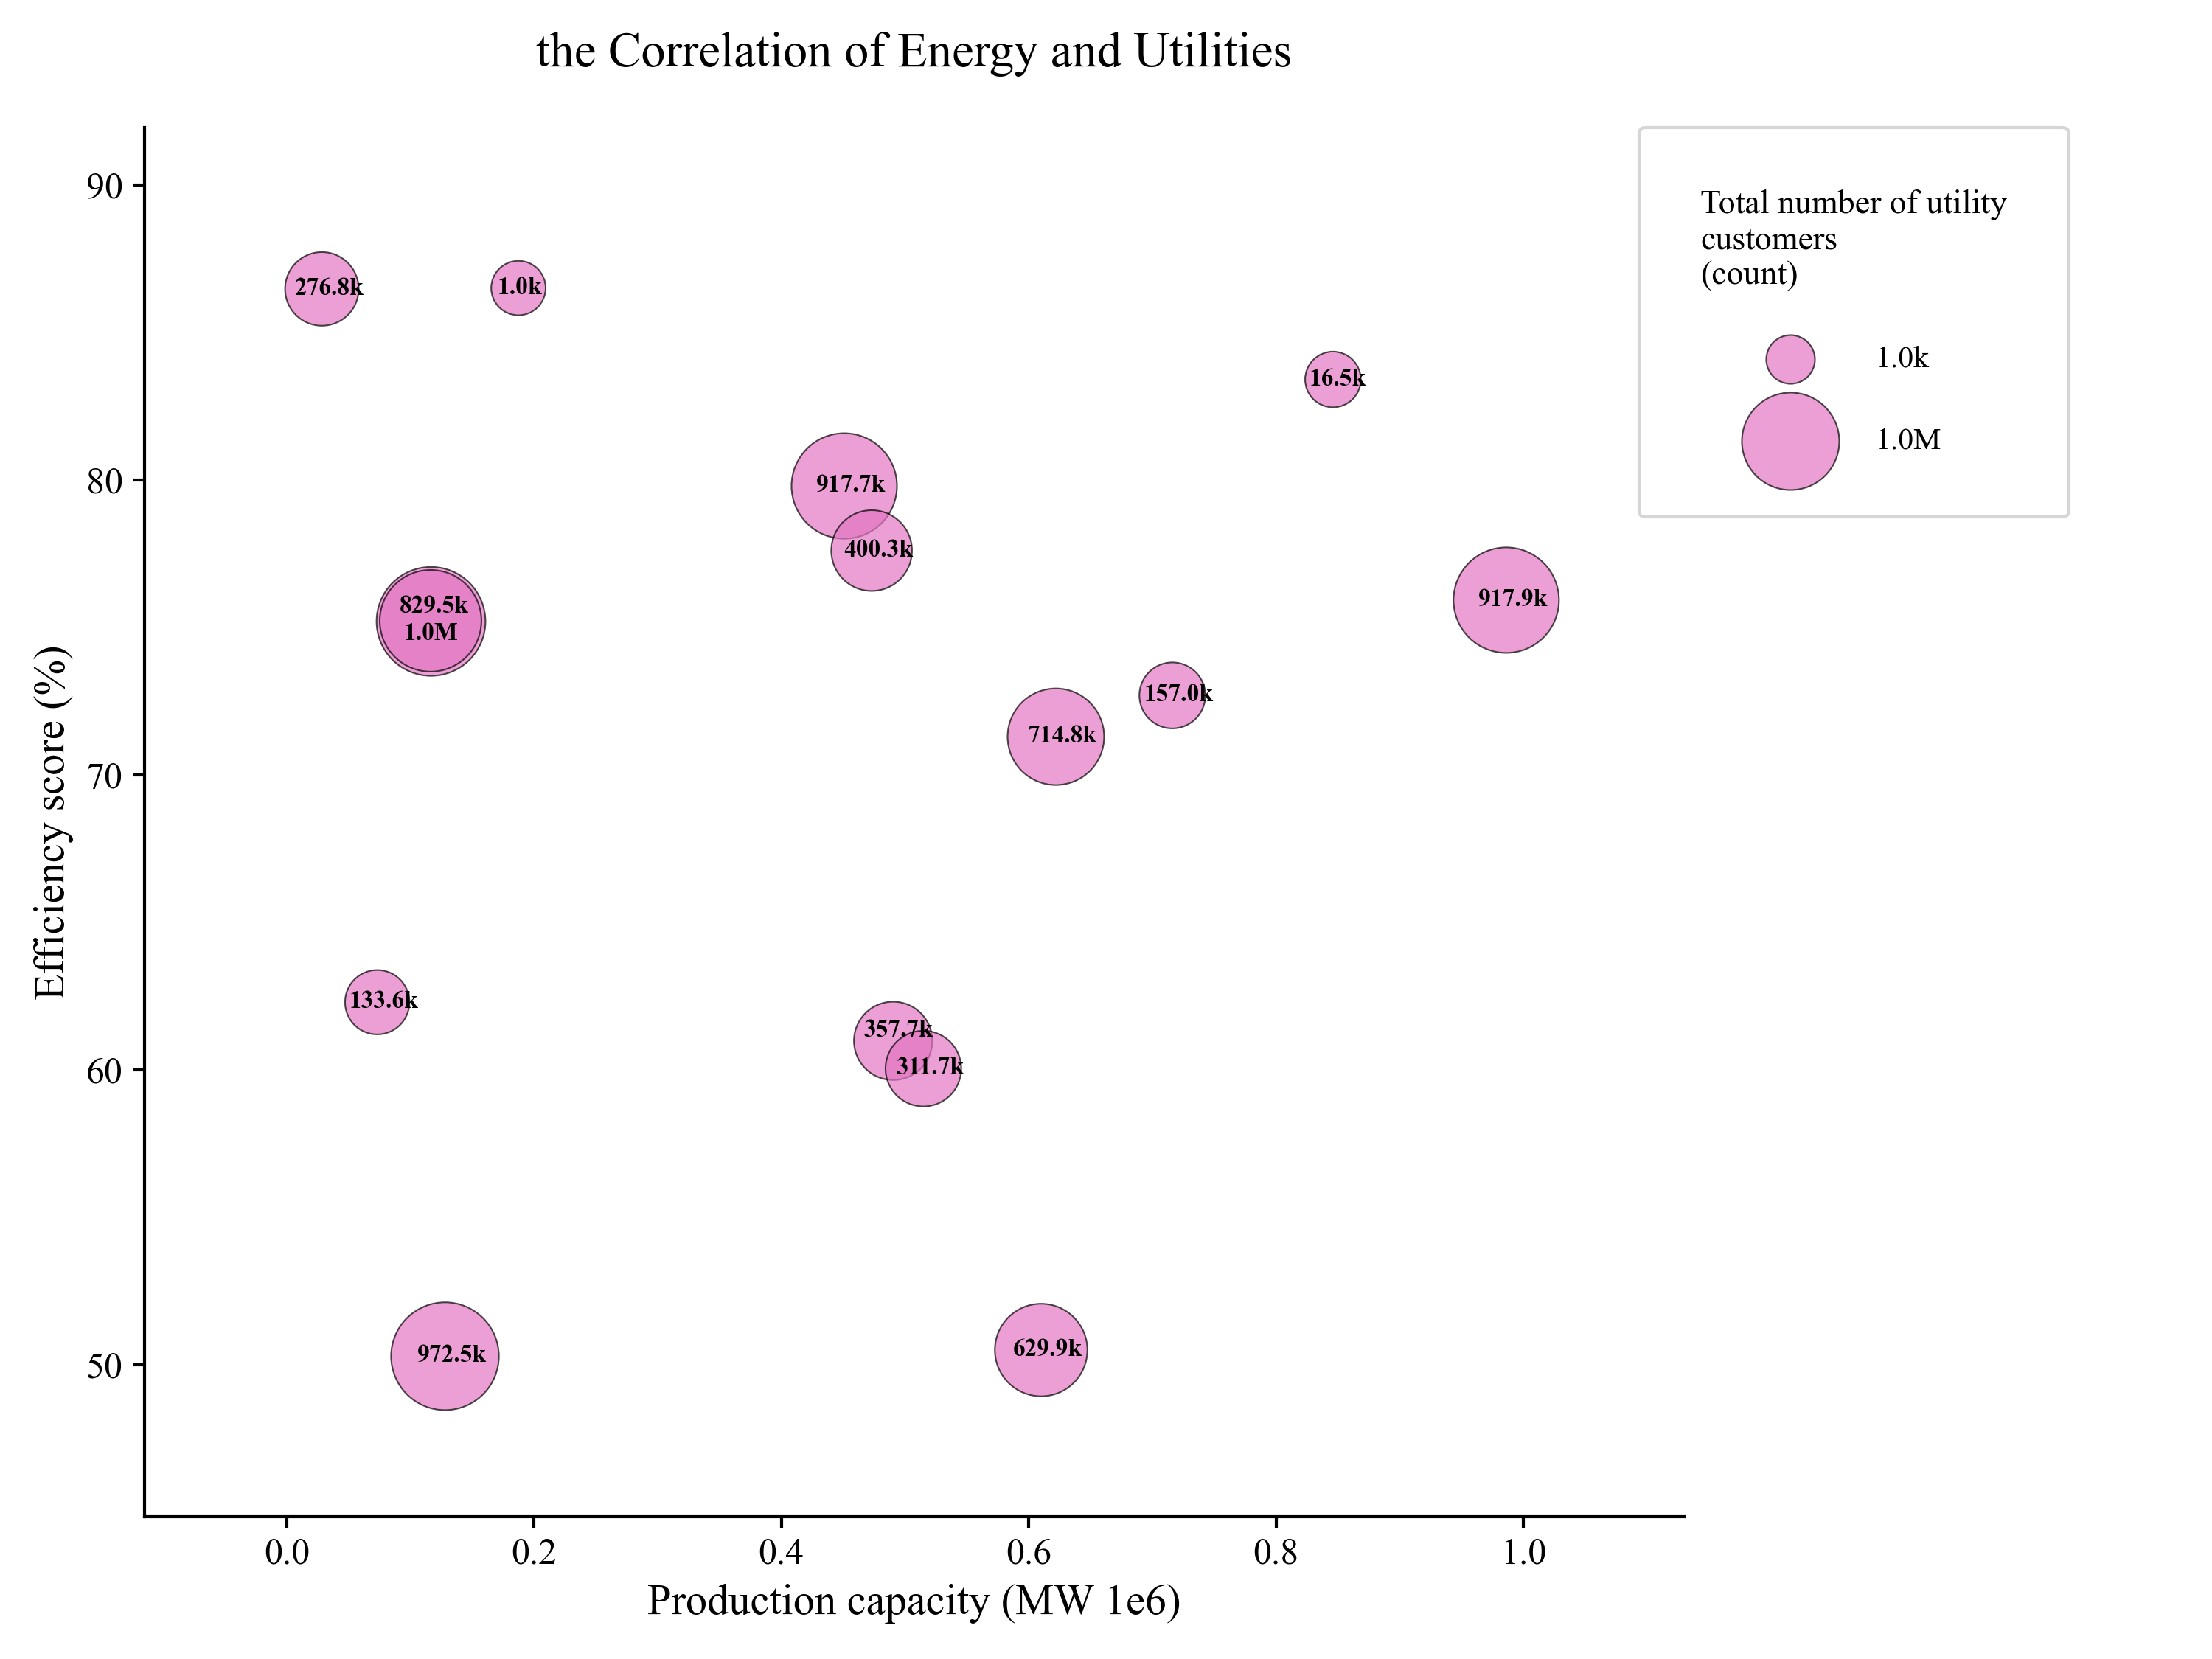 the Correlation of Energy and Utilities
Efficiency score (%)
90
80
70
60
50
276.8k
1.0k
16.5k
917.7k
400.3k
829.5k
1.0M
917.9k
157.0k
714.8k
133.6k
357.7k
311.7k
972.5k
629.9k
0.0
0.2
0.4
0.6
0.8
1.0
Production capacity (MW 1e6)
Total number of utility
customers
(count)
1.0k
1.0M